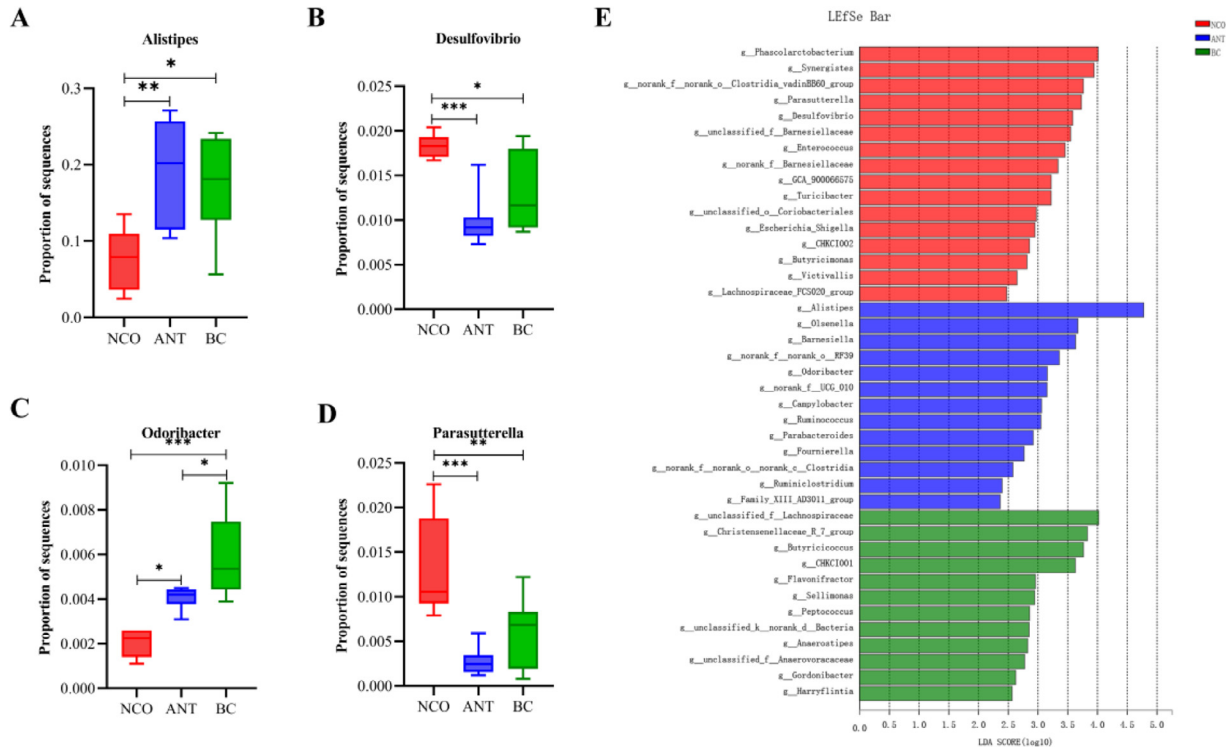 A
Alistipes
*
**
0.3
0.2
0.1
0.0
Proportion of sequences
NCO ANT BC
B
Desulfovibrio
*
***
0.025
0.020
0.015
0.010
0.005
0.000
Proportion of sequences
NCO ANT BC
C
Odoribacter
***
*
*
0.010
0.008
0.006
0.004
0.002
0.000
Proportion of sequences
NCO ANT BC
D
Parasutterella
**
***
0.025
0.020
0.015
0.010
0.005
0.000
Proportion of sequences
NCO ANT BC
E
LEfSe Bar
NCO
ANT
BC
g__Phascolarctobacterium
g__Synergistes
g__norank_f__norank_o__Clostridia_vadinBB60_group
g__Parasutterella
g__Desulfovibrio
g__unclassified_f__Barnesiellaceae
g__Enterococcus
g__norank_f__Barnesiellaceae
g__GCA_900066575
g__Turicibacter
g__unclassified_o__Coriobacteriales
g__Escherichia_Shigella
g__CHKCI002
g__Butyricimonas
g__Victivallis
g__Lachnospiraceae_FCS020_group
g__Alistipes
g__Olsenella
g__Barnesiella
g__norank_f__norank_o__RF39
g__Odoribacter
g__norank_f__UCG_010
g__Campylobacter
g__Ruminococcus
g__Parabacteroides
g__Fournierella
g__norank_f__norank_o__norank_c__Clostridia
g__Ruminiclostridium
g__Family_XIII_AD3011_group
g__unclassified_f__Lachnospiraceae
g__Christensenellaceae_R_7_group
g__Butyricicoccus
g__CHKCI001
g__Flavonifractor
g__Sellimonas
g__Peptococcus
g__unclassified_k__norank_d__Bacteria
g__Anaerostipes
g__unclassified_f__Anaerovoracaceae
g__Gordonibacter
g__Harryflintia
0.0 0.5 1.0 1.5 2.0 2.5 3.0 3.5 4.0 4.5 5.0
LDA SCORE(log10)